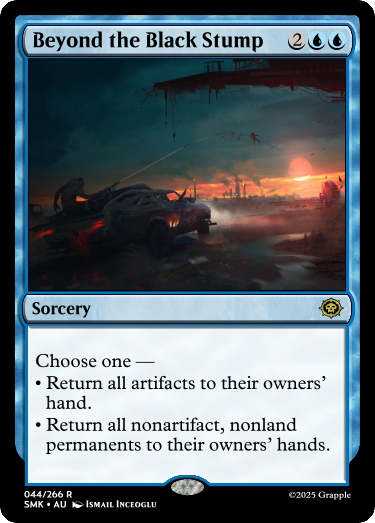 Beyond the Black Stump 2
Sorcery
Choose one —
• Return all artifacts to their owners’
hand.
• Return all nonartifact, nonland
permanents to their owners’ hands.
044/266 R
SMK • AU Ismail Inceoglu
©2025 Grapple